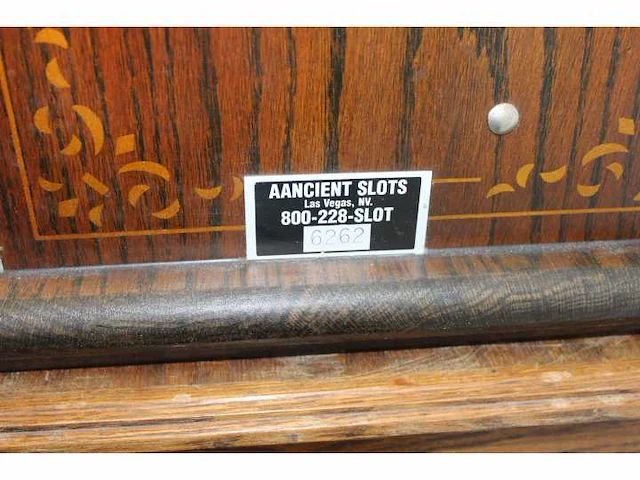 AANCIENT SLOTS
Las Vegas, NV.
800-228-SLOT
6262